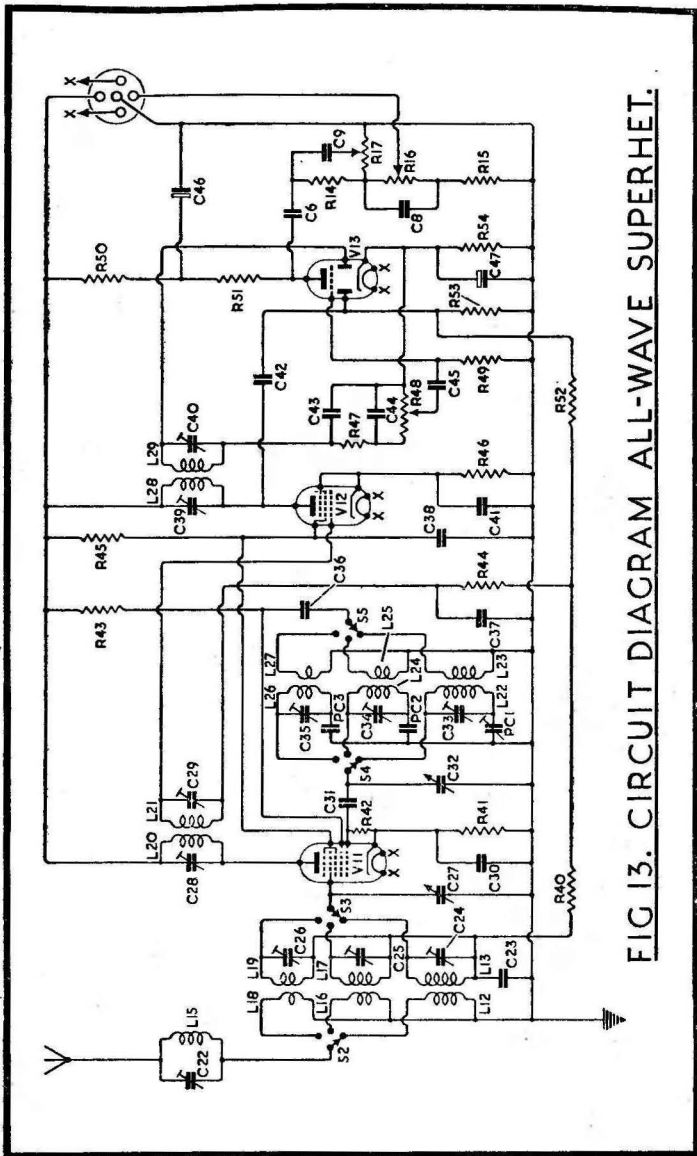 C22
L15
S2
L18
L16
L12
L19
L17
L13
C26
C25
C24
C23
S3
C27
R40
L20
L21
C28
C29
V11
X
X
C30
R41
R42
C31
C32
S4
C35
PC3
C34
PC2
C33
PC1
L26
L27
L24
L25
L22
L23
S5
C36
R43
C37
R44
R45
C38
V12
X
X
C41
R46
L28
L29
C39
C40
C42
C43
R47
C44
R48
C45
R49
R52
R53
V13
X
X
C47
R54
R50
R51
C46
C6
C9
R14
R17
C8
R16
R15
X
X
FIG 13. CIRCUIT DIAGRAM ALL-WAVE SUPERHET.